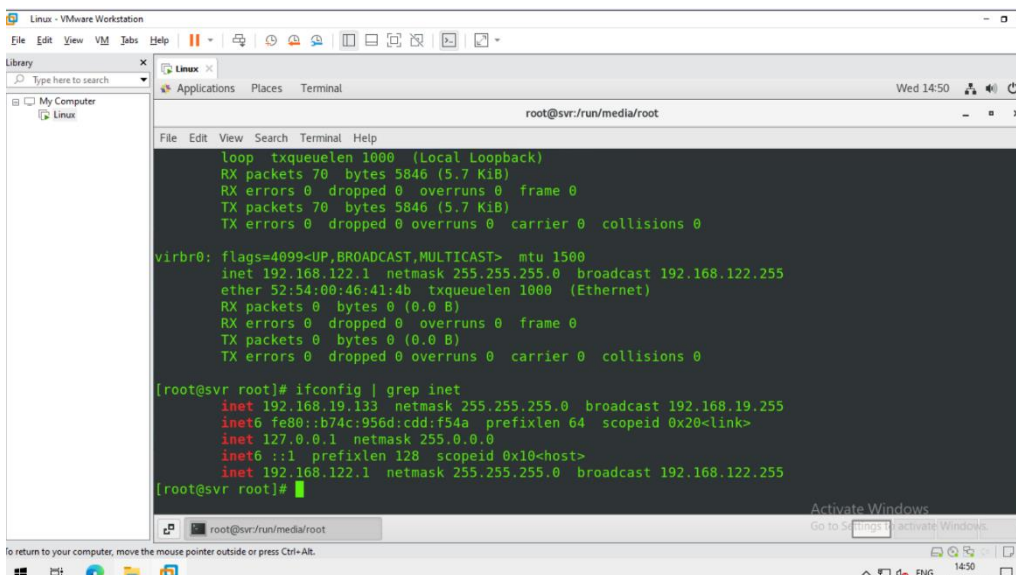 Linux - VMware Workstation
File Edit View VM Tabs Help
Library
Type here to search
My Computer
Linux
Linux
Applications Places Terminal
Wed 14:50
root@svr:/run/media/root
File Edit View Search Terminal Help
loop txqueuelen 1000 (Local Loopback)
RX packets 70 bytes 5846 (5.7 KiB)
RX errors 0 dropped 0 overruns 0 frame 0
TX packets 70 bytes 5846 (5.7 KiB)
TX errors 0 dropped 0 overruns 0 carrier 0 collisions 0
virbr0: flags=4099<UP,BROADCAST,MULTICAST> mtu 1500
inet 192.168.122.1 netmask 255.255.255.0 broadcast 192.168.122.255
ether 52:54:00:46:41:4b txqueuelen 1000 (Ethernet)
RX packets 0 bytes 0 (0.0 B)
RX errors 0 dropped 0 overruns 0 frame 0
TX packets 0 bytes 0 (0.0 B)
TX errors 0 dropped 0 overruns 0 carrier 0 collisions 0
[root@svr root]# ifconfig | grep inet
inet 192.168.19.133 netmask 255.255.255.0 broadcast 192.168.19.255
inet6 fe80::b74c:956d:cdd:f54a prefixlen 64 scopeid 0x20<link>
inet 127.0.0.1 netmask 255.0.0.0
inet6 ::1 prefixlen 128 scopeid 0x10<host>
inet 192.168.122.1 netmask 255.255.255.0 broadcast 192.168.122.255
[root@svr root]#
Activate Windows
Go to Settings to activate Windows.
root@svr:/run/media/root
To return to your computer, move the mouse pointer outside or press Ctrl+Alt.
ENG
14:50